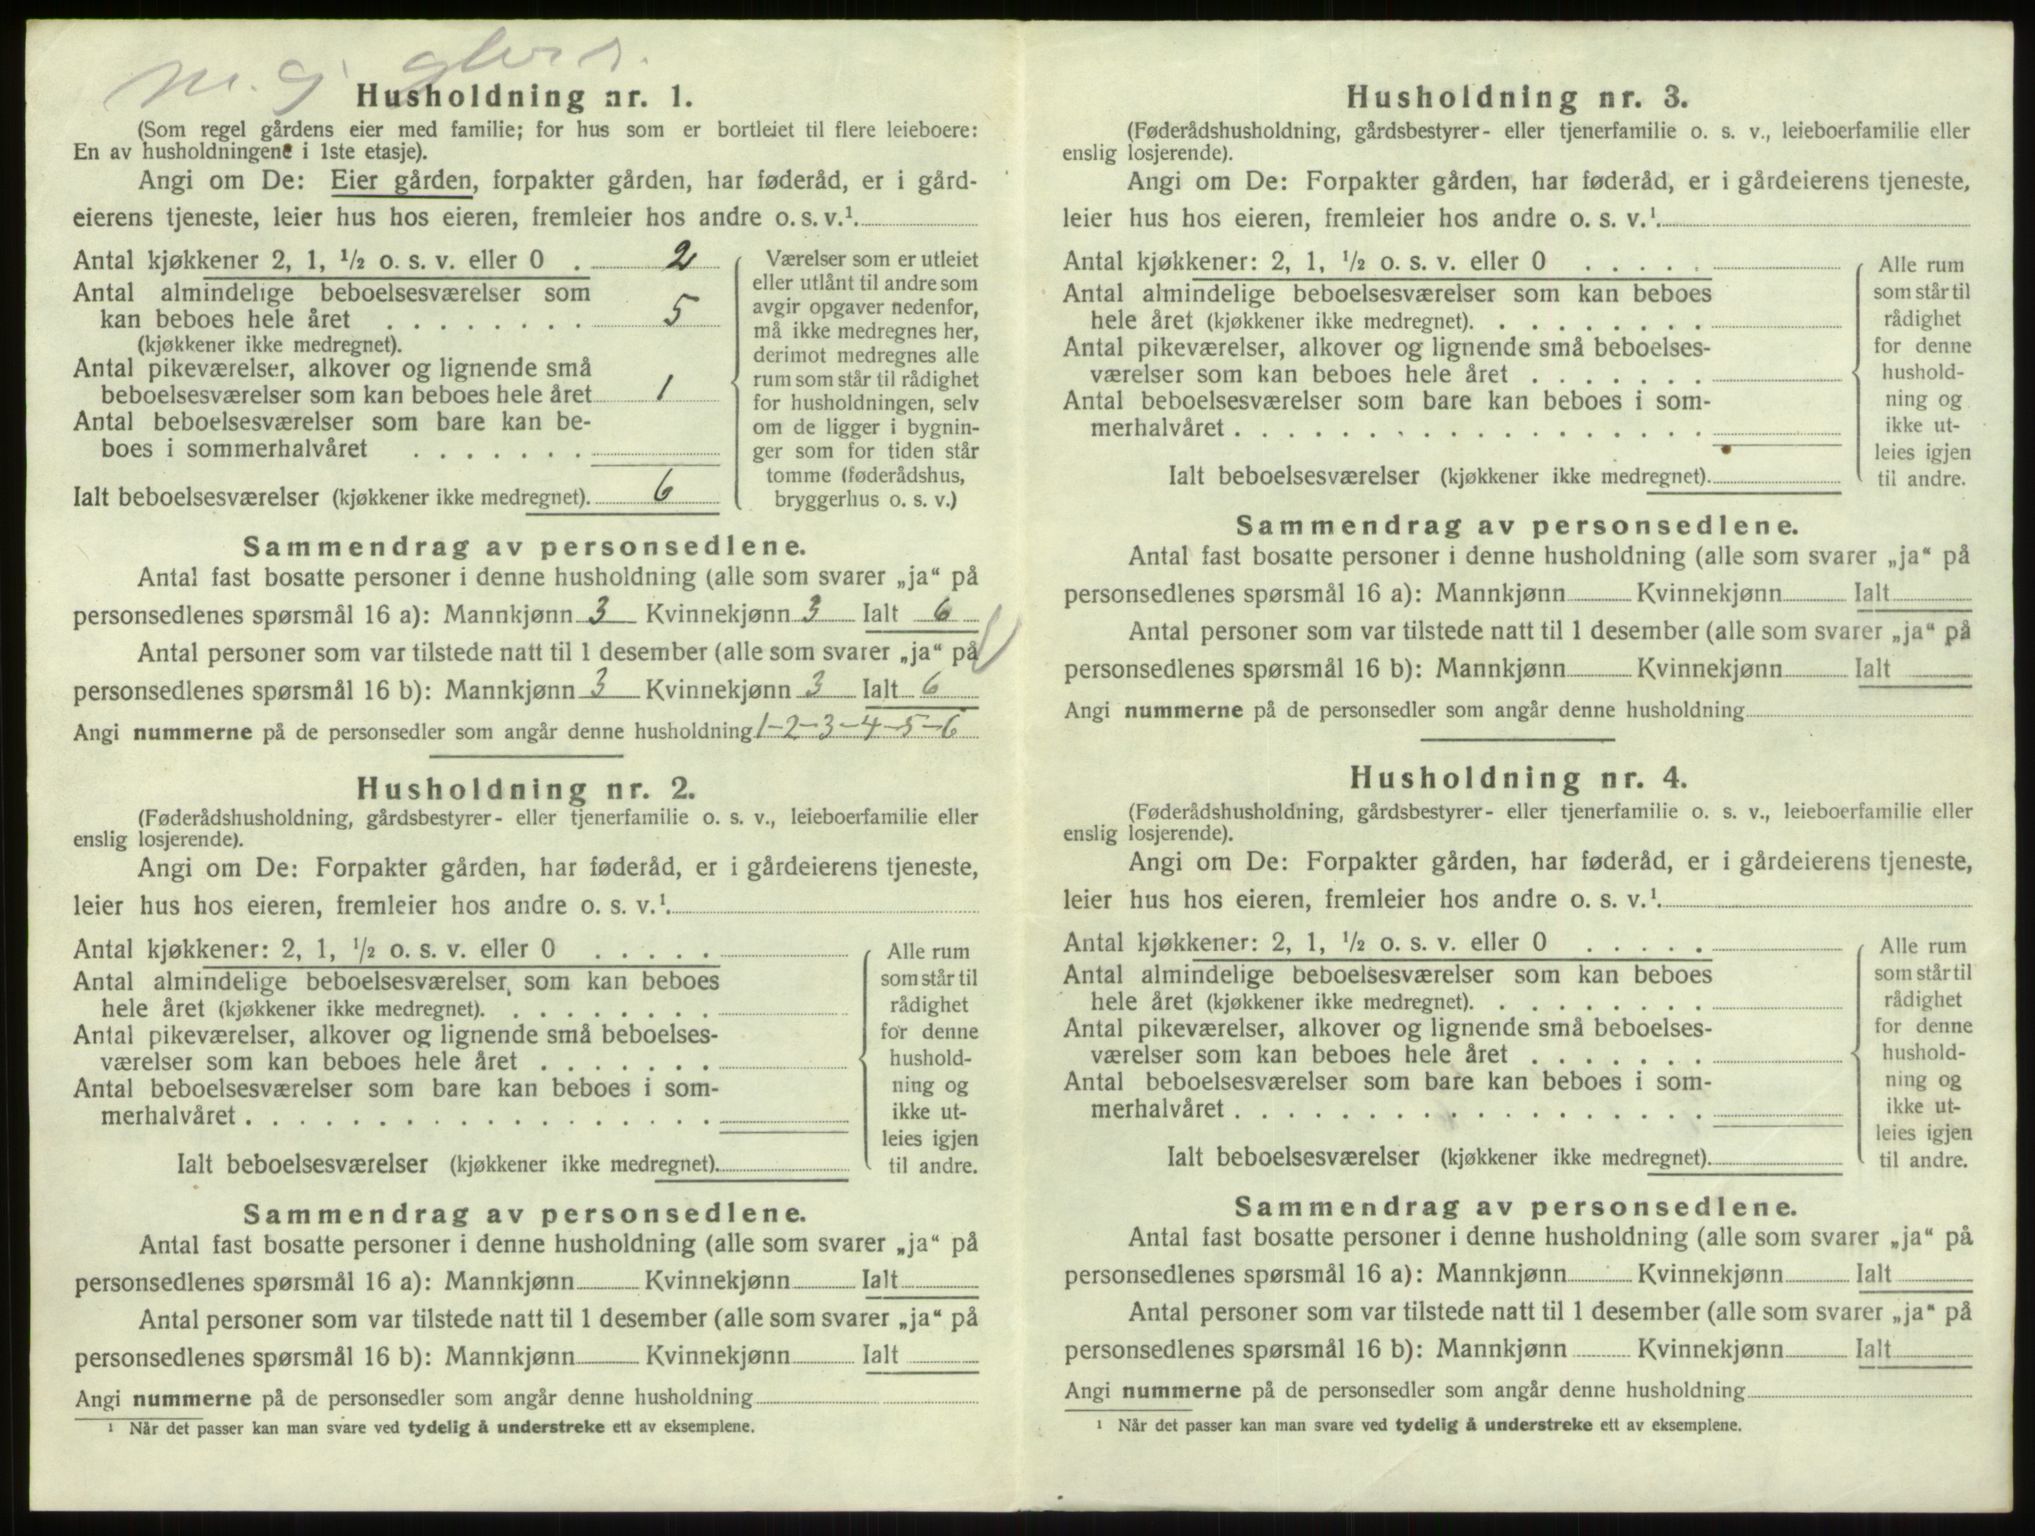 Husholdning nr. 1.
(Som regel gårdens eier med familie; for hus som er bortleiet til flere leieboere:
En av husholdningene i 1ste etasje).
Angi om De: Eier gården, forpakter gården, har føderåd, er i gård-
eierens tjeneste, leier hus hos eieren, fremleier hos andre o. s. v.¹.
Antal kjøkkener 2, 1, ½ o. s. v. eller 0 . 2
Antal almindelige beboelsesværelser som
kan beboes hele året . . . . . . . . 5
(kjøkkener ikke medregnet).
Antal pikeværelser, alkover og lignende små
beboelsesværelser som kan beboes hele året 1
Antal beboelsesværelser som bare kan be-
boes i sommerhalvåret . . . . . . .
Ialt beboelsesværelser (kjøkkener ikke medregnet). 6
Værelser som er utleiet
eller utlånt til andre som
avgir opgaver nedenfor,
må ikke medregnes her,
derimot medregnes alle
rum som står til rådighet
for husholdningen, selv
om de ligger i bygnin-
ger som for tiden står
tomme (føderådshus,
bryggerhus o. s. v.)
Sammendrag av personsedlene.
Antal fast bosatte personer i denne husholdning (alle som svarer „ja“ på
personsedlenes spørsmål 16 a): Mannkjønn 3 Kvinnekjønn 3 Ialt 6
Antal personer som var tilstede natt til 1 desember (alle som svarer „ja“ på
personsedlenes spørsmål 16 b): Mannkjønn 3 Kvinnekjønn 3 Ialt 6
Angi nummerne på de personsedler som angår denne husholdning 1-2-3-4-5-6
Husholdning nr. 2.
(Føderådshusholdning, gårdsbestyrer- eller tjenerfamilie o. s. v., leieboerfamilie eller
enslig losjerende).
Angi om De: Forpakter gården, har føderåd, er i gårdeierens tjeneste,
leier hus hos eieren, fremleier hos andre o. s. v.¹.
Antal kjøkkener: 2, 1, ½ o. s. v. eller 0 . . . . .
Antal almindelige beboelsesværelser, som kan beboes
hele året (kjøkkener ikke medregnet). . . . . . . . .
Antal pikeværelser, alkover og lignende små beboelses-
værelser som kan beboes hele året . . . . . . .
Antal beboelsesværelser som bare kan beboes i som-
merhalvåret . . . . . . . . . . . . . . . . . .
Ialt beboelsesværelser (kjøkkener ikke medregnet).
Alle rum
som står til
rådighet
for denne
hushold-
ning og
ikke ut-
leies igjen
til andre.
Sammendrag av personsedlene.
Antal fast bosatte personer i denne husholdning (alle som svarer „ja“ på
personsedlenes spørsmål 16 a): Mannkjønn Kvinnekjønn Ialt
Antal personer som var tilstede natt til 1 desember (alle som svarer „ja“ på
personsedlenes spørsmål 16 b): Mannkjønn Kvinnekjønn Ialt
Angi nummerne på de personsedler som angår denne husholdning
¹ Når det passer kan man svare ved tydelig å understreke ett av eksemplene.
Husholdning nr. 3.
(Føderådshusholdning, gårdsbestyrer- eller tjenerfamilie o. s. v., leieboerfamilie eller
enslig losjerende).
Angi om De: Forpakter gården, har føderåd, er i gårdeierens tjeneste,
leier hus hos eieren, fremleier hos andre o. s. v.¹.
Antal kjøkkener: 2, 1, ½ o. s. v. eller 0 . . . . .
Antal almindelige beboelsesværelser som kan beboes
hele året (kjøkkener ikke medregnet). . . . . . . . .
Antal pikeværelser, alkover og lignende små beboelses-
værelser som kan beboes hele året . . . . . . .
Antal beboelsesværelser som bare kan beboes i som-
merhalvåret . . . . . . . . . . . . . . . . . .
Ialt beboelsesværelser (kjøkkener ikke medregnet).
Alle rum
som står til
rådighet
for denne
hushold-
ning og
ikke ut-
leies igjen
til andre.
Sammendrag av personsedlene.
Antal fast bosatte personer i denne husholdning (alle som svarer „ja“ på
personsedlenes spørsmål 16 a): Mannkjønn Kvinnekjønn Ialt
Antal personer som var tilstede natt til 1 desember (alle som svarer „ja“ på
personsedlenes spørsmål 16 b): Mannkjønn Kvinnekjønn Ialt
Angi nummerne på de personsedler som angår denne husholdning
Husholdning nr. 4.
(Føderådshusholdning, gårdsbestyrer- eller tjenerfamilie o. s. v., leieboerfamilie eller
enslig losjerende).
Angi om De: Forpakter gården, har føderåd, er i gårdeierens tjeneste,
leier hus hos eieren, fremleier hos andre o. s. v.¹.
Antal kjøkkener: 2, 1, ½ o. s. v. eller 0 . . . . .
Antal almindelige beboelsesværelser som kan beboes
hele året (kjøkkener ikke medregnet). . . . . . . . .
Antal pikeværelser, alkover og lignende små beboelses-
værelser som kan beboes hele året . . . . . . .
Antal beboelsesværelser som bare kan beboes i som-
merhalvåret . . . . . . . . . . . . . . . . . .
Ialt beboelsesværelser (kjøkkener ikke medregnet).
Alle rum
som står til
rådighet
for denne
hushold-
ning og
ikke ut-
leies igjen
til andre.
Sammendrag av personsedlene.
Antal fast bosatte personer i denne husholdning (alle som svarer „ja“ på
personsedlenes spørsmål 16 a): Mannkjønn Kvinnekjønn Ialt
Antal personer som var tilstede natt til 1 desember (alle som svarer „ja“ på
personsedlenes spørsmål 16 b): Mannkjønn Kvinnekjønn Ialt
Angi nummerne på de personsedler som angår denne husholdning
¹ Når det passer kan man svare ved tydelig å understreke ett av eksemplene.